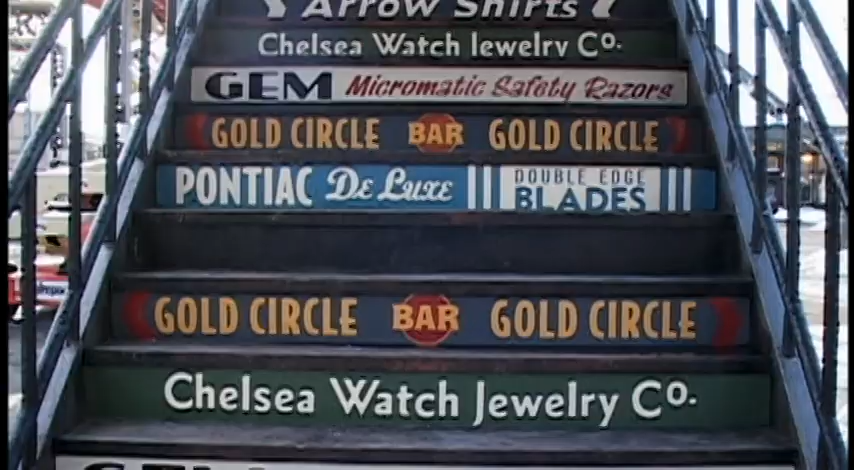 Arrow Shirts
Chelsea Watch Jewelry Co.
GEM Micromatic Safety Razors
GOLD CIRCLE BAR GOLD CIRCLE
PONTIAC De Luxe DOUBLE EDGE BLADES
GOLD CIRCLE BAR GOLD CIRCLE
Chelsea Watch Jewelry Co.